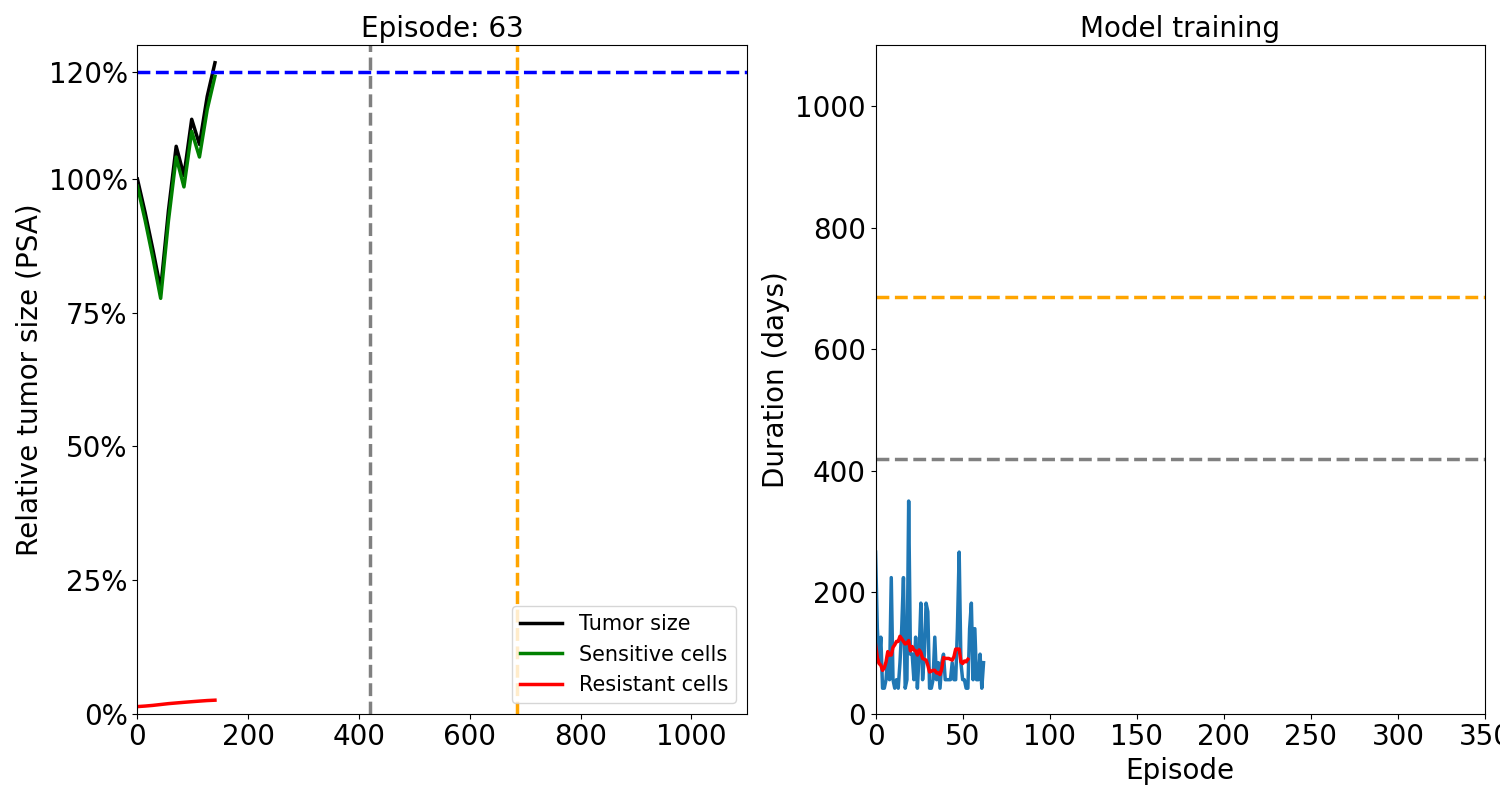 Episode: 63
Relative tumor size (PSA)
120%
100%
75%
50%
25%
0%
0 200 400 600 800 1000
Tumor size
Sensitive cells
Resistant cells
Model training
Duration (days)
1000
800
600
400
200
0
0 50 100 150 200 250 300 350
Episode